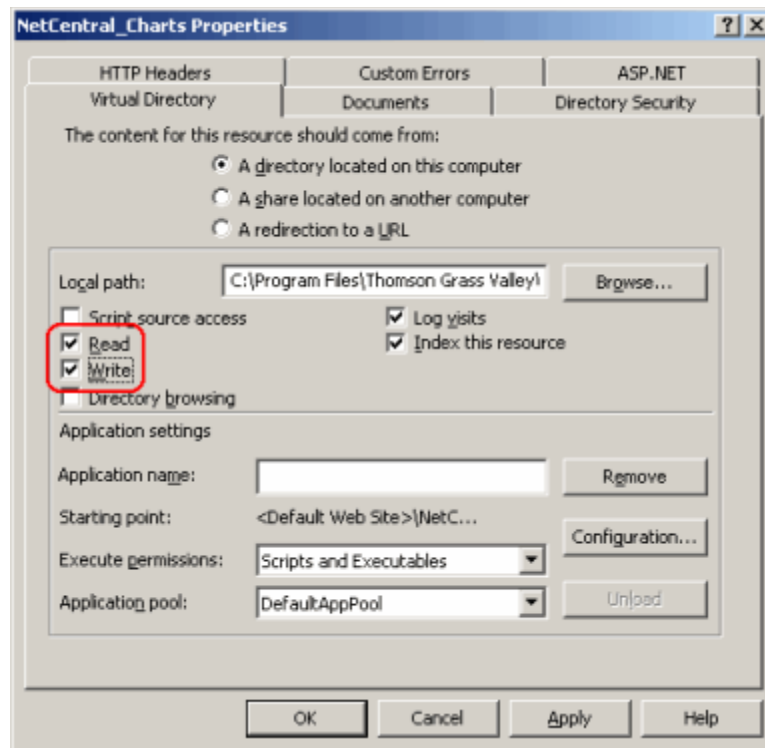 NetCentral_Charts Properties
HTTP Headers Custom Errors ASP.NET
Virtual Directory Documents Directory Security
The content for this resource should come from:
A directory located on this computer
A share located on another computer
A redirection to a URL
Local path: C:\Program Files\Thomson Grass Valley\ Browse...
Script source access Log visits
Read Index this resource
Write
Directory browsing
Application settings
Application name: Remove
Starting point: <Default Web Site>\NetC...
Configuration...
Execute permissions: Scripts and Executables
Application pool: DefaultAppPool Unload
OK Cancel Apply Help